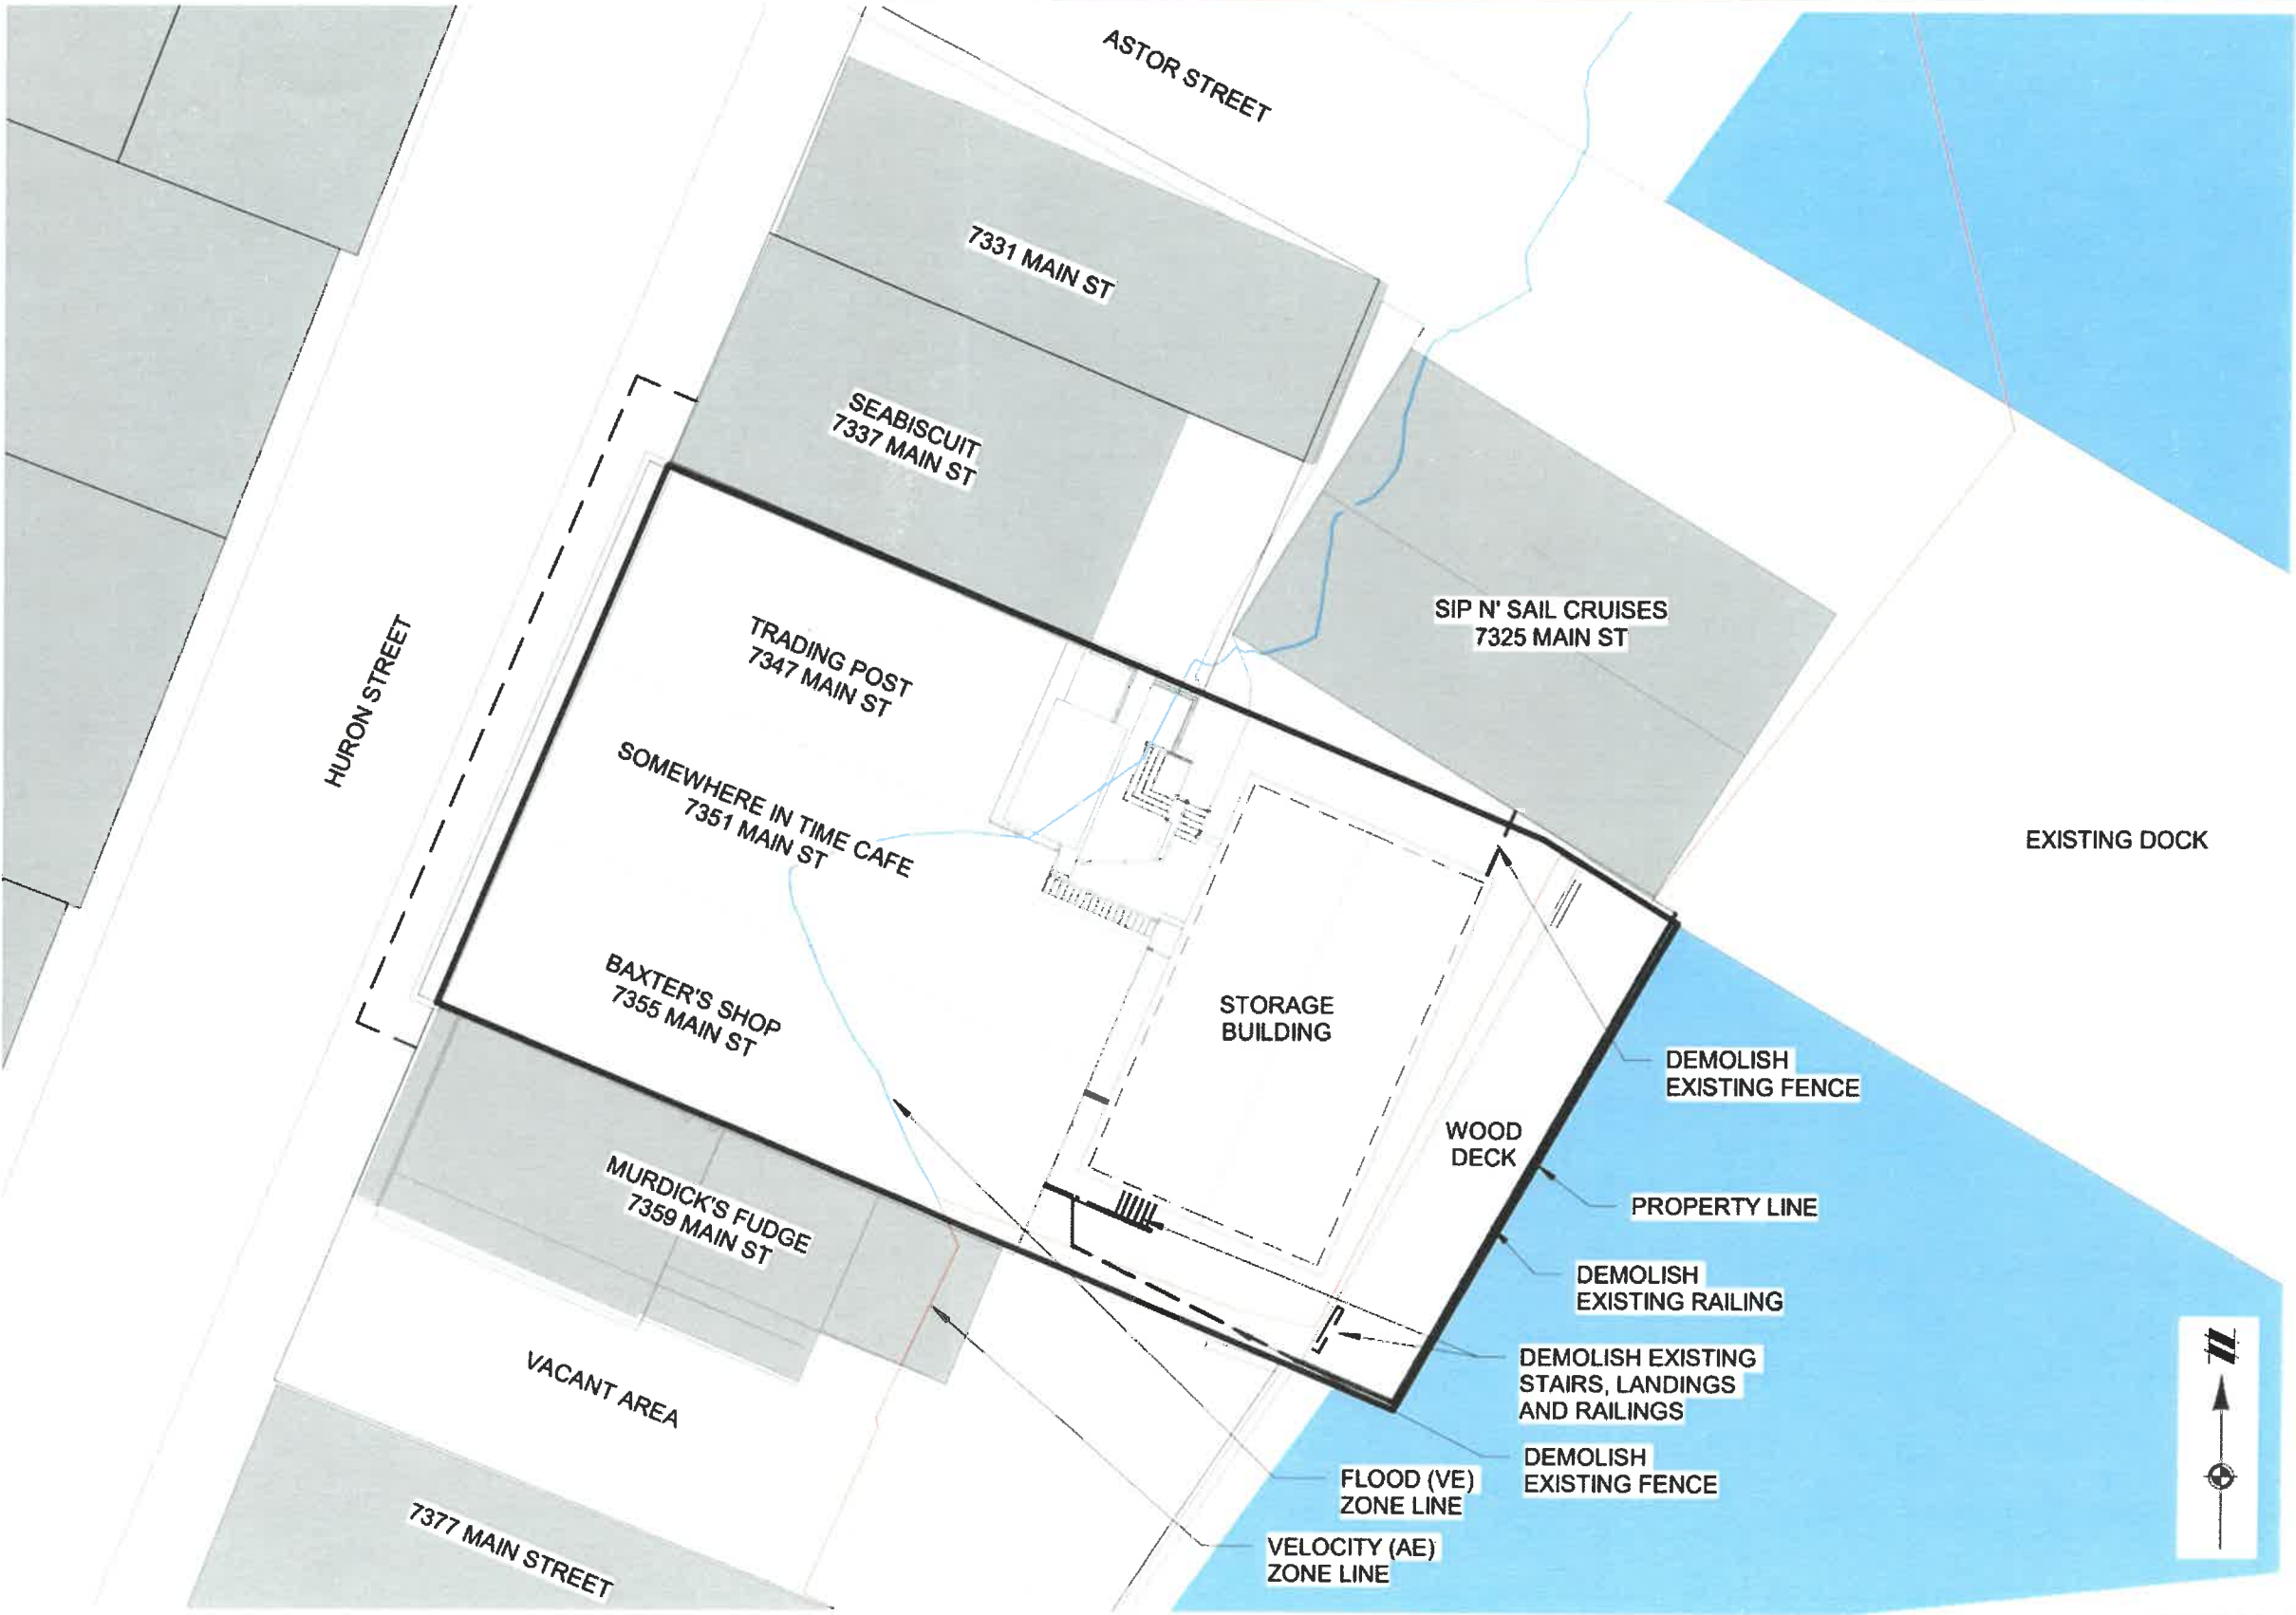 ASTOR STREET
7331 MAIN ST
SEABISCUIT
7337 MAIN ST
SIP N' SAIL CRUISES
7325 MAIN ST
TRADING POST
7347 MAIN ST
HURON STREET
SOMEWHERE IN TIME CAFE
7351 MAIN ST
EXISTING DOCK
BAXTER'S SHOP
7355 MAIN ST
STORAGE
BUILDING
DEMOLISH
EXISTING FENCE
WOOD
DECK
MURDICK'S FUDGE
7359 MAIN ST
PROPERTY LINE
DEMOLISH
EXISTING RAILING
VACANT AREA
DEMOLISH EXISTING
STAIRS, LANDINGS
AND RAILINGS
DEMOLISH
EXISTING FENCE
FLOOD (VE)
ZONE LINE
VELOCITY (AE)
ZONE LINE
7377 MAIN STREET